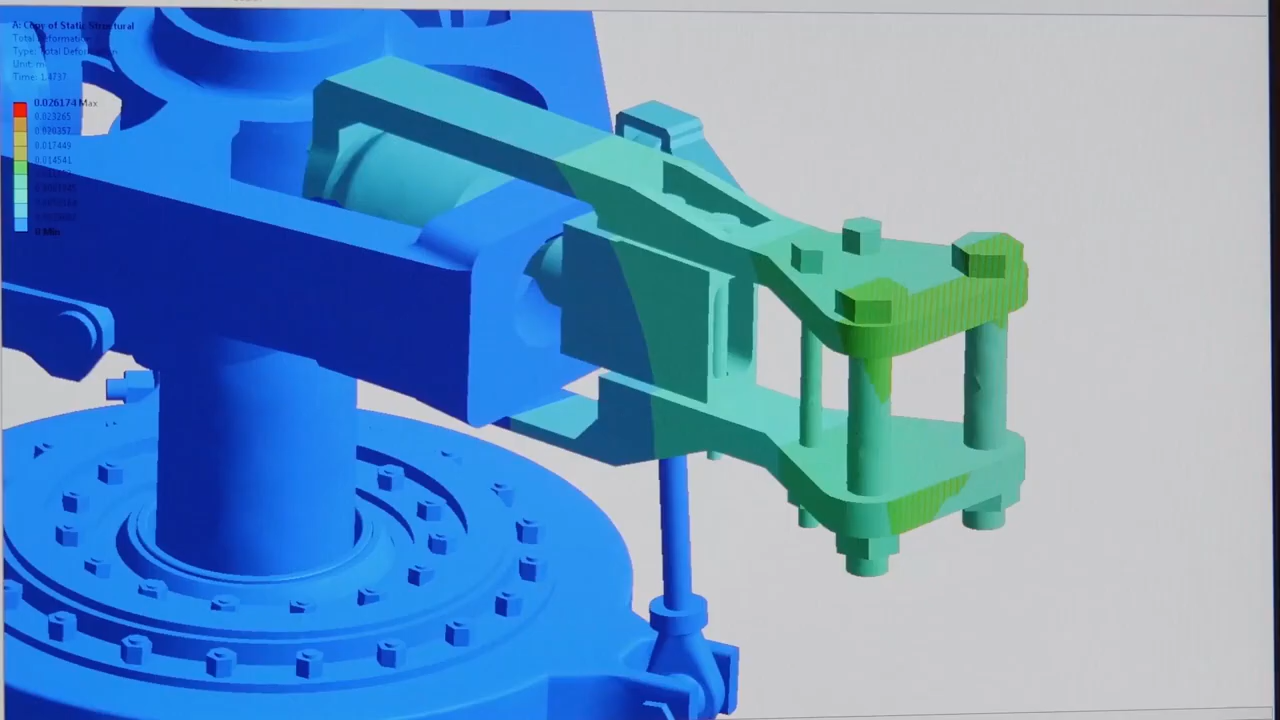 A: Copy of Static Structural
Total Deformation
Type: Total Deformation
Unit: m
Time: 1.4737
0.026174 Max
0.023265
0.020357
0.017449
0.014541
0 Min